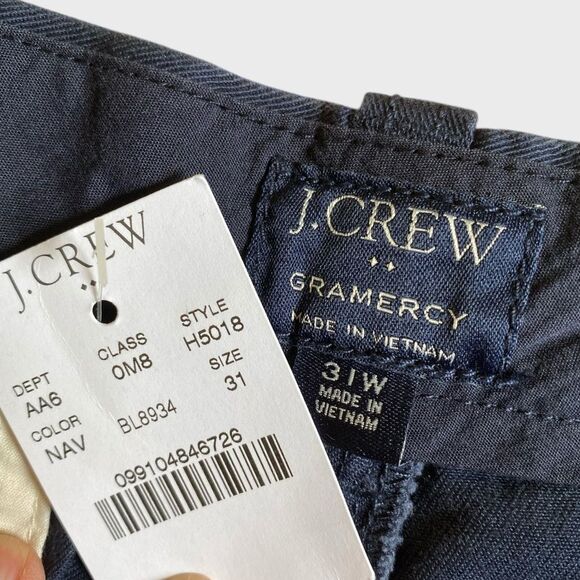 J.CREW
DEPT CLASS STYLE
AA6 0M8 H5018
COLOR SIZE
NAV BL8934 31
099104846726
J.CREW
GRAMERCY
MADE IN VIETNAM
31W
MADE IN
VIETNAM